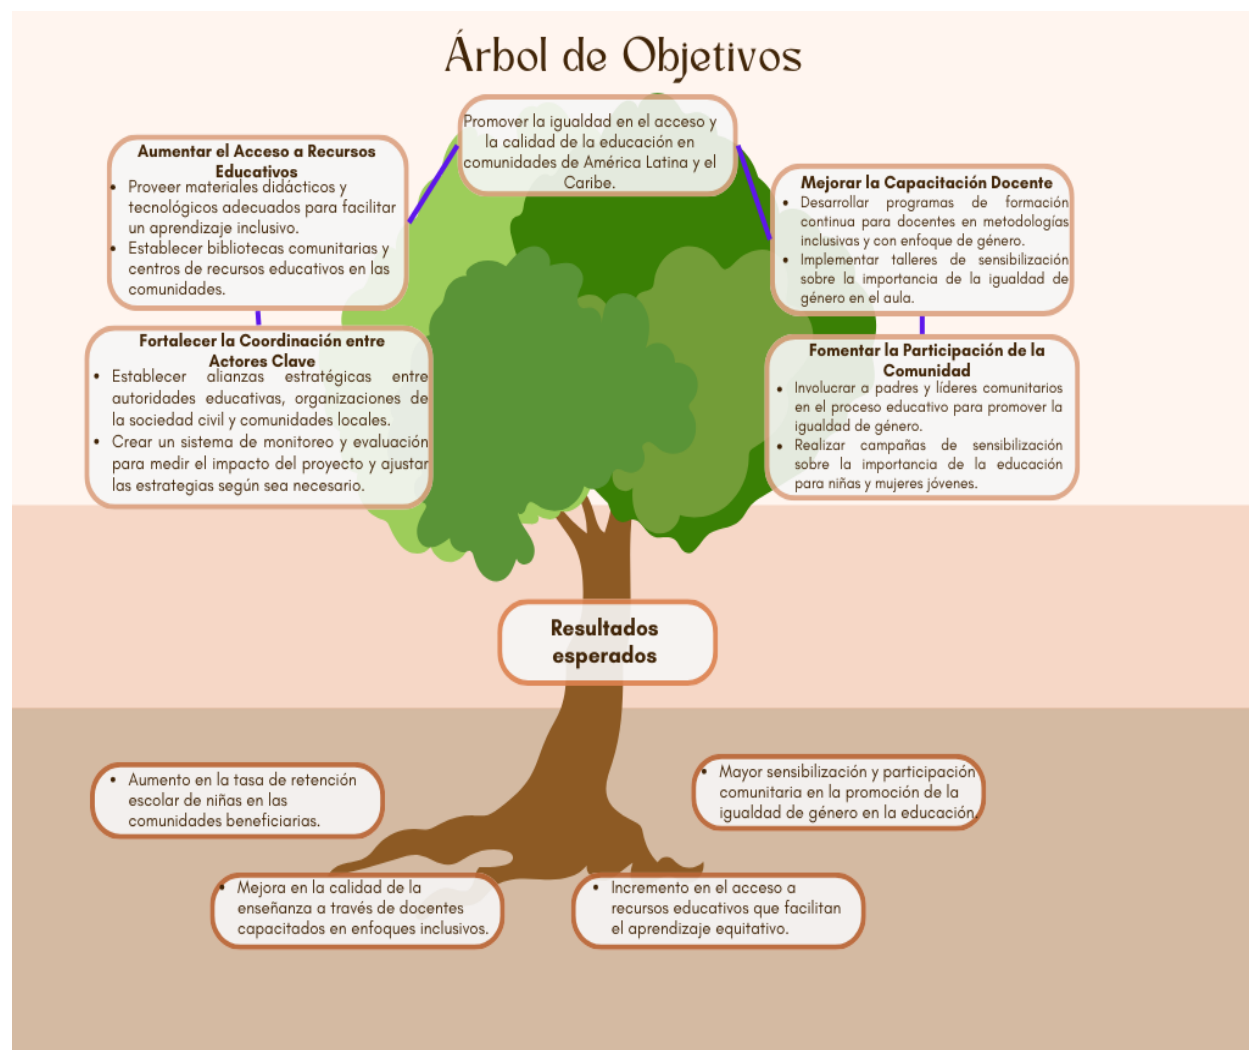 Árbol de Objetivos
Promover la igualdad en el acceso y
la calidad de la educación en
comunidades de América Latina y el
Caribe.
Aumentar el Acceso a Recursos
Educativos
• Proveer materiales didácticos y
tecnológicos adecuados para facilitar
un aprendizaje inclusivo.
• Establecer bibliotecas comunitarias y
centros de recursos educativos en las
comunidades.
Mejorar la Capacitación Docente
• Desarrollar programas de formación
continua para docentes en metodologías
inclusivas y con enfoque de género.
• Implementar talleres de sensibilización
sobre la importancia de la igualdad de
género en el aula.
Fortalecer la Coordinación entre
Actores Clave
• Establecer alianzas estratégicas entre
autoridades educativas, organizaciones de
la sociedad civil y comunidades locales.
• Crear un sistema de monitoreo y evaluación
para medir el impacto del proyecto y ajustar
las estrategias según sea necesario.
Fomentar la Participación de la
Comunidad
• Involucrar a padres y líderes comunitarios
en el proceso educativo para promover la
igualdad de género.
• Realizar campañas de sensibilización
sobre la importancia de la educación
para niñas y mujeres jóvenes.
Resultados
esperados
• Aumento en la tasa de retención
escolar de niñas en las
comunidades beneficiarias.
• Mayor sensibilización y participación
comunitaria en la promoción de la
igualdad de género en la educación.
• Mejora en la calidad de la
enseñanza a través de docentes
capacitados en enfoques inclusivos.
• Incremento en el acceso a
recursos educativos que facilitan
el aprendizaje equitativo.